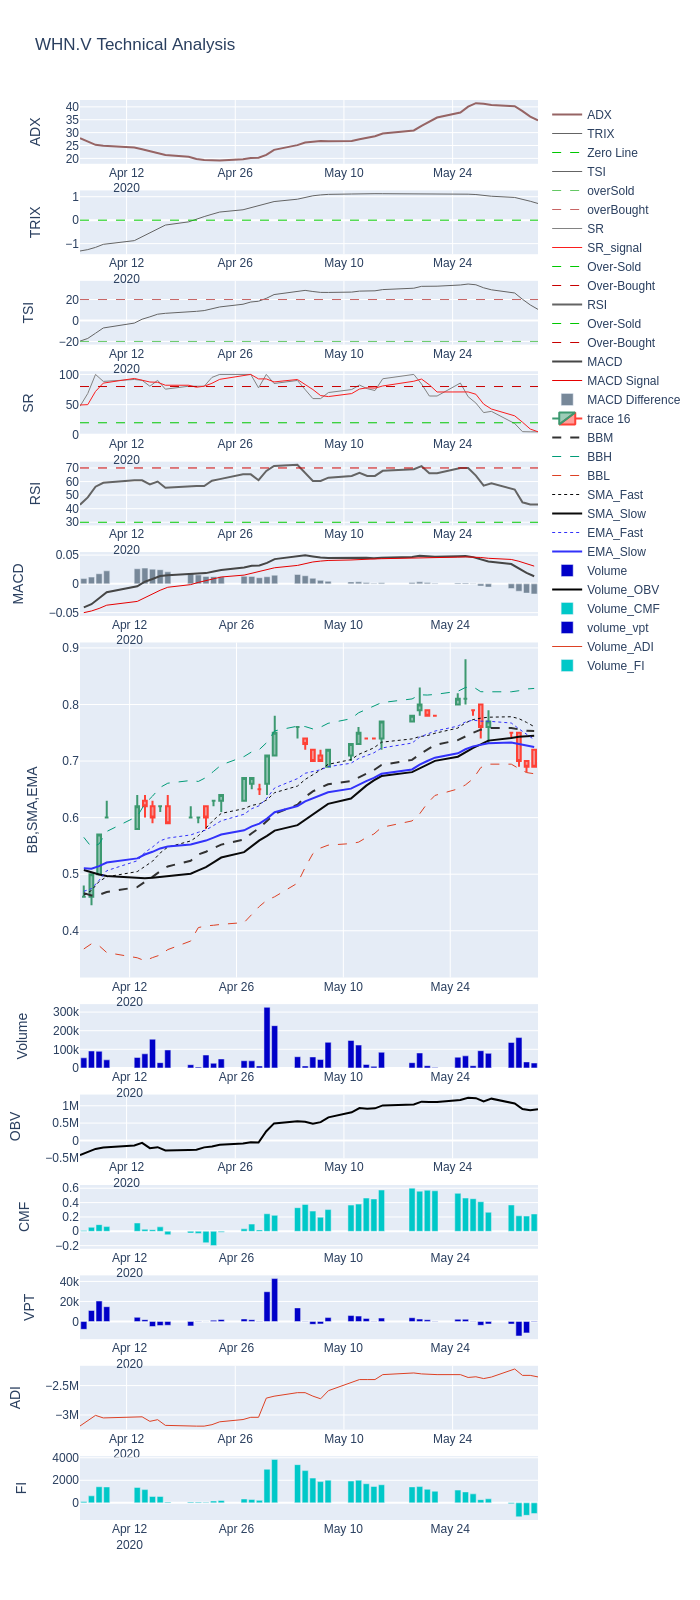 WHN.V Technical Analysis
ADX
40
35
30
25
20
Apr 12
2020
Apr 26
May 10
May 24
TRIX
1
0
−1
Apr 12
2020
Apr 26
May 10
May 24
TSI
20
0
−20
Apr 12
2020
Apr 26
May 10
May 24
SR
100
50
0
Apr 12
2020
Apr 26
May 10
May 24
RSI
70
60
50
40
30
Apr 12
2020
Apr 26
May 10
May 24
MACD
0.05
0
−0.05
Apr 12
2020
Apr 26
May 10
May 24
BB,SMA,EMA
0.9
0.8
0.7
0.6
0.5
0.4
Apr 12
2020
Apr 26
May 10
May 24
Volume
300k
200k
100k
0
Apr 12
2020
Apr 26
May 10
May 24
OBV
1M
0.5M
0
−0.5M
Apr 12
2020
Apr 26
May 10
May 24
CMF
0.6
0.4
0.2
0
−0.2
Apr 12
2020
Apr 26
May 10
May 24
VPT
40k
20k
0
Apr 12
2020
Apr 26
May 10
May 24
ADI
−2.5M
−3M
Apr 12
2020
Apr 26
May 10
May 24
FI
4000
2000
0
Apr 12
2020
Apr 26
May 10
May 24
ADX
TRIX
Zero Line
TSI
overSold
overBought
SR
SR_signal
Over-Sold
Over-Bought
RSI
Over-Sold
Over-Bought
MACD
MACD Signal
MACD Difference
trace 16
BBM
BBH
BBL
SMA_Fast
SMA_Slow
EMA_Fast
EMA_Slow
Volume
Volume_OBV
Volume_CMF
volume_vpt
Volume_ADI
Volume_FI